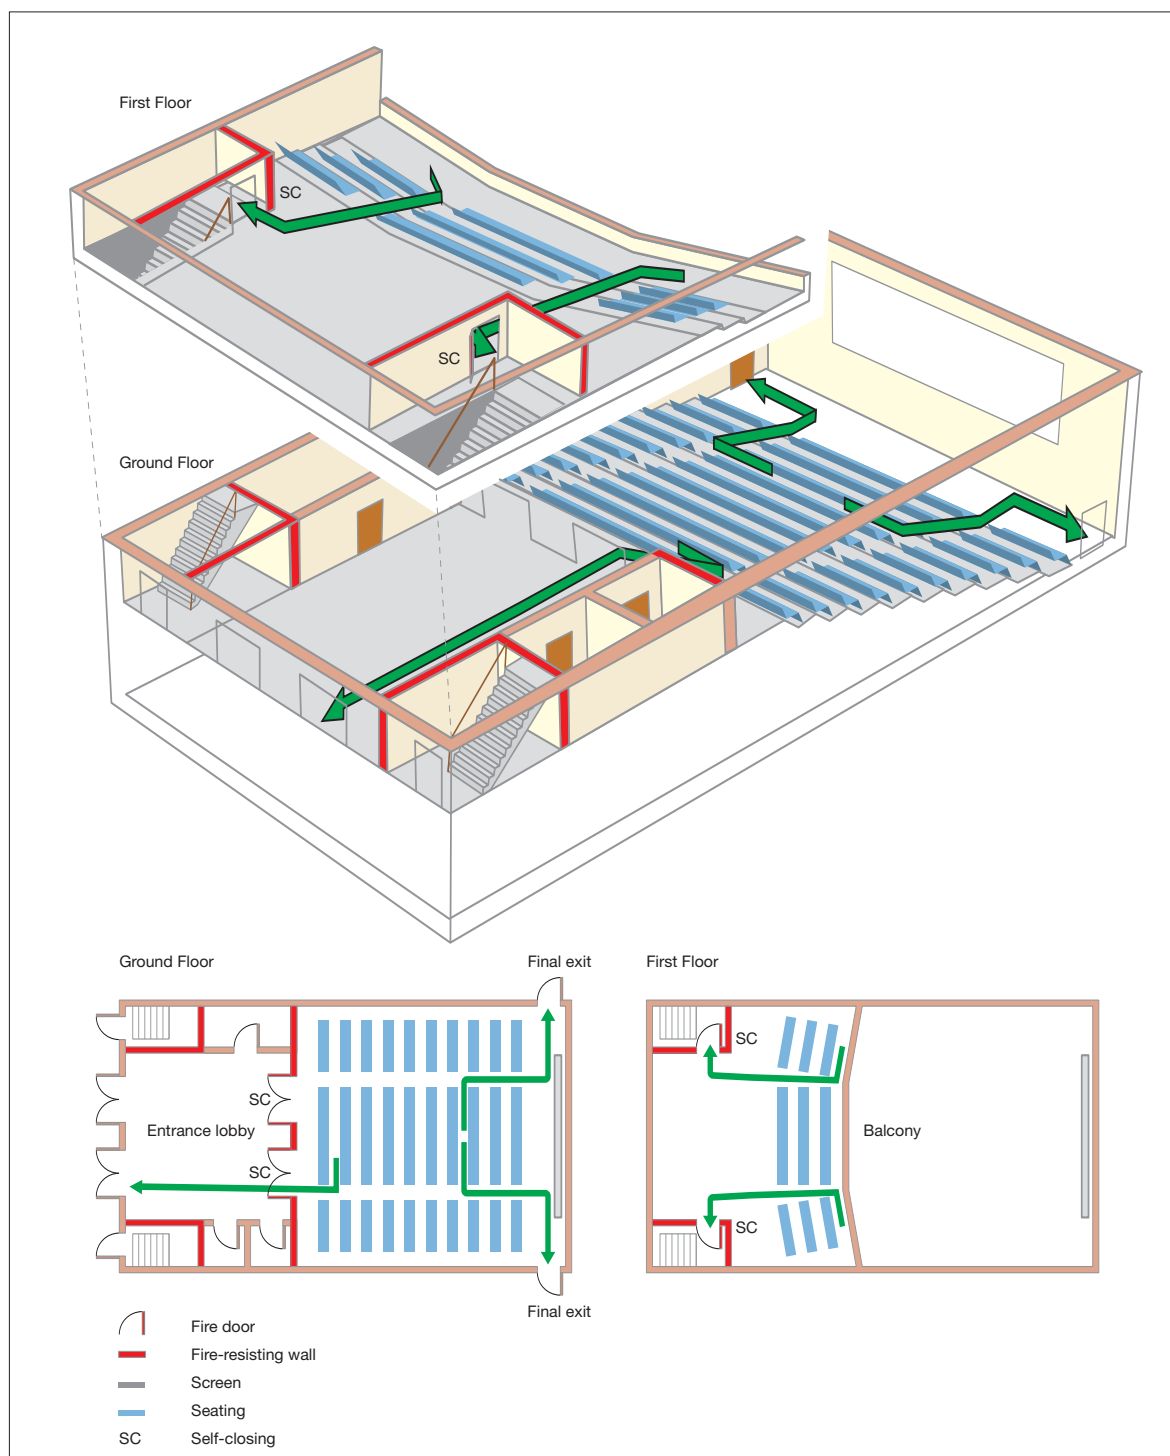 First Floor
SC
SC
Ground Floor
Ground Floor
Final exit
First Floor
SC
SC
Entrance lobby
Balcony
SC
SC
Final exit
Fire door
Fire-resisting wall
Screen
Seating
SC Self-closing